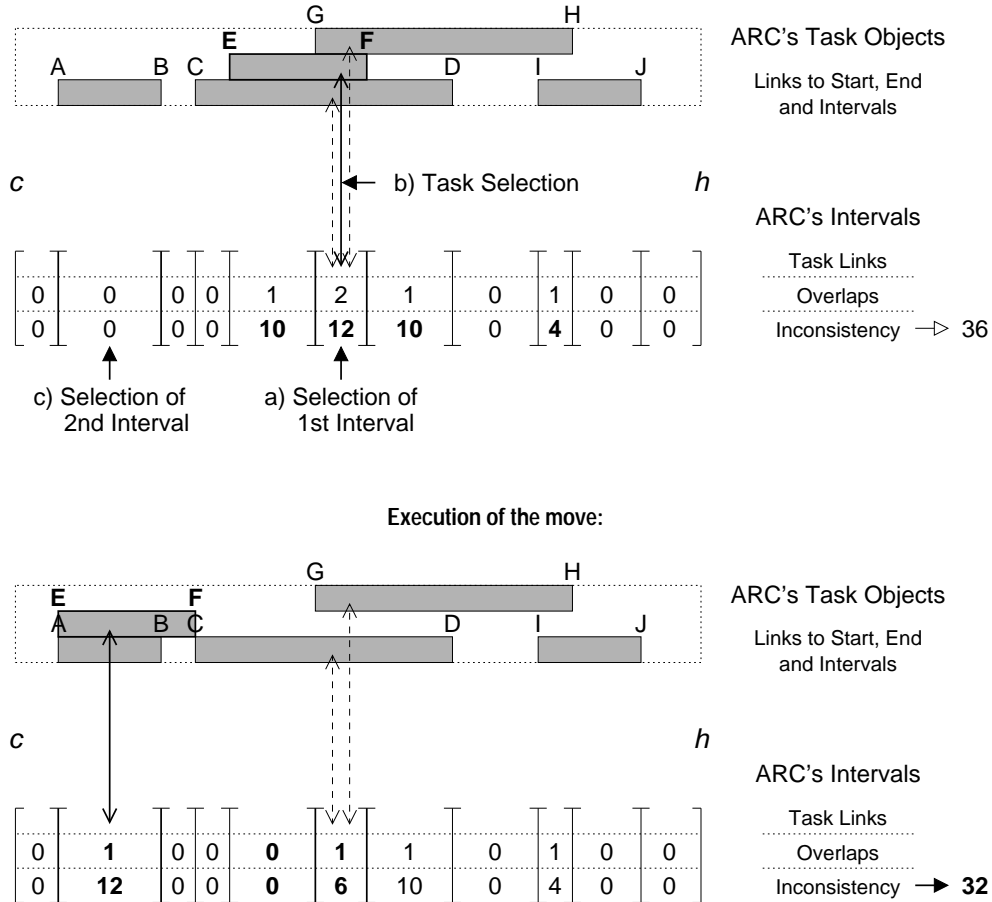 G H
E F ARC's Task Objects
A B C D I J Links to Start, End
and Intervals
c b) Task Selection h
ARC's Intervals
Task Links
0 0 0 0 1 2 1 0 1 0 0 Overlaps
0 0 0 0 10 12 10 0 4 0 0 Inconsistency 36
c) Selection of
2nd Interval
a) Selection of
1st Interval
Execution of the move:
G H
E F ARC's Task Objects
A B C D I J Links to Start, End
and Intervals
c h
ARC's Intervals
Task Links
0 1 0 0 0 1 1 0 1 0 0 Overlaps
0 12 0 0 0 6 10 0 4 0 0 Inconsistency 32